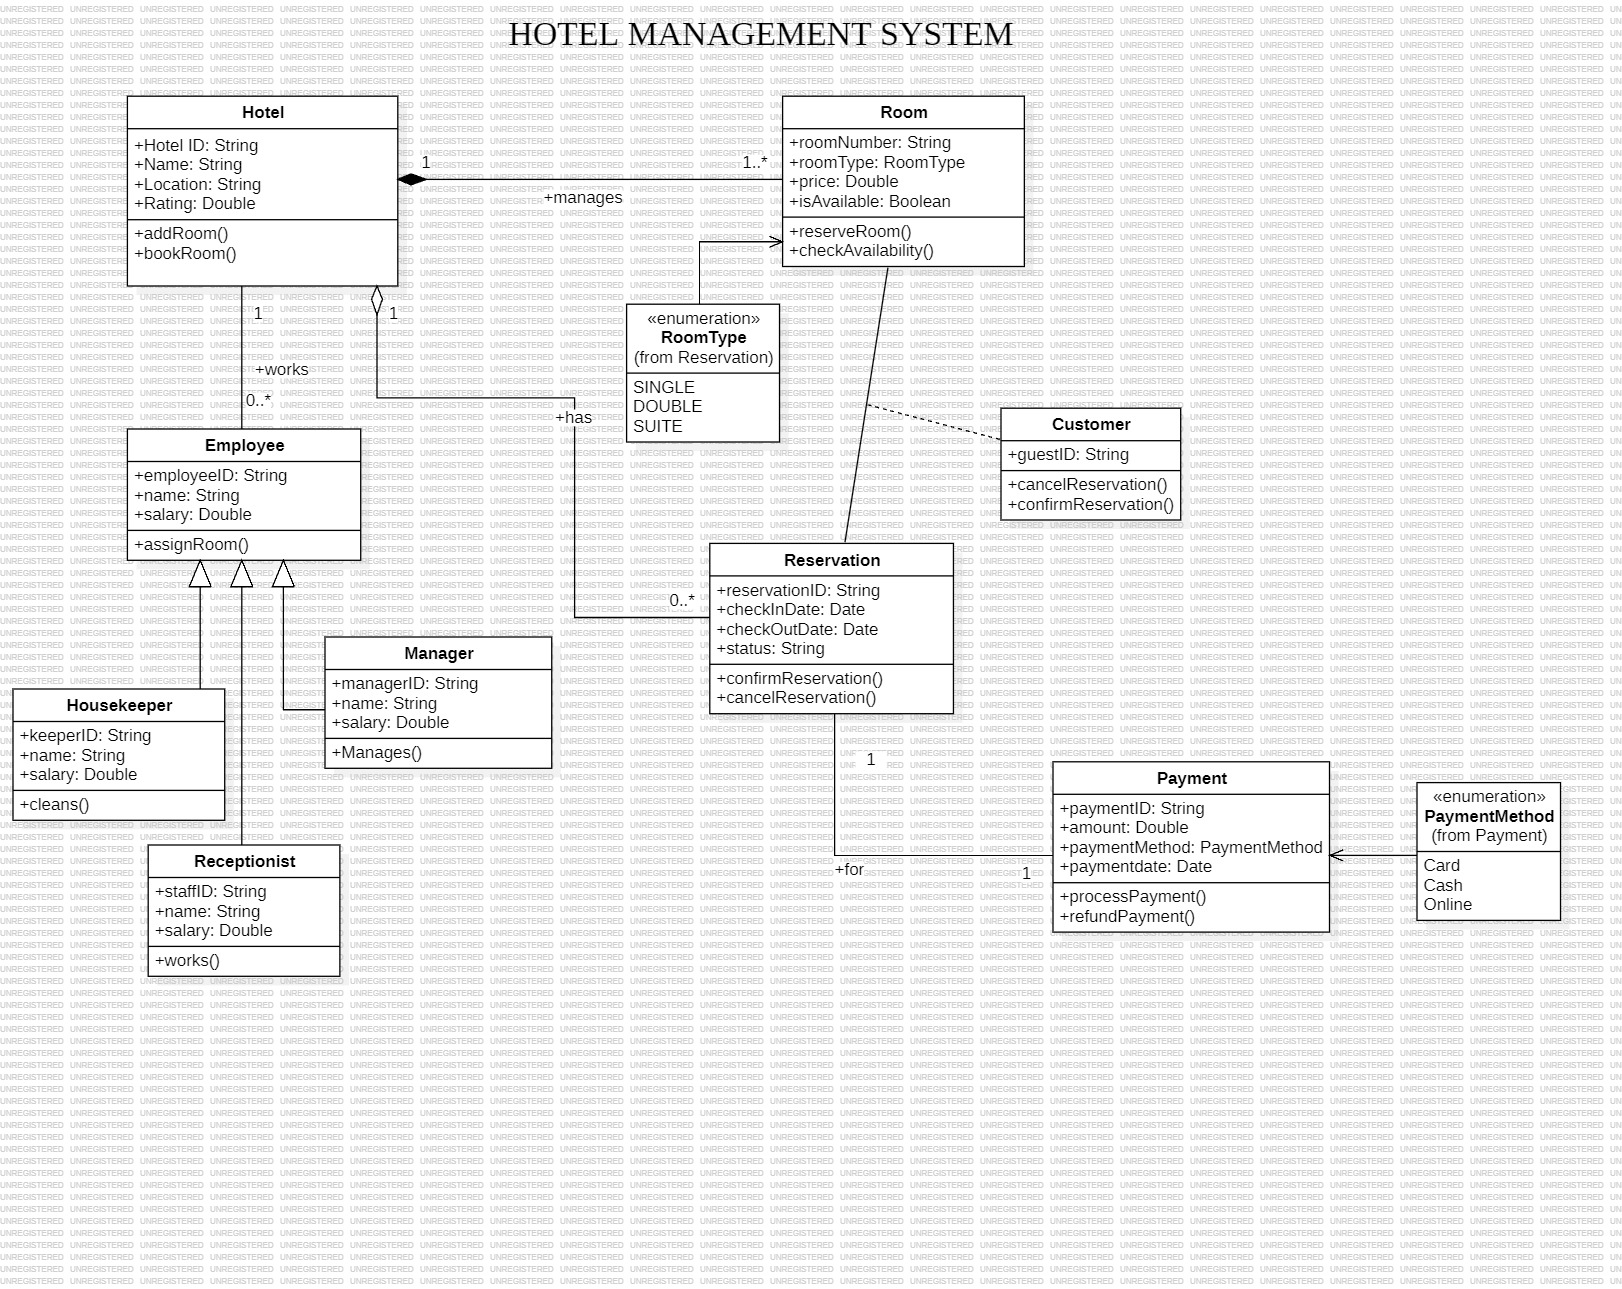 HOTEL MANAGEMENT SYSTEM
Hotel
+Hotel ID: String
+Name: String
+Location: String
+Rating: Double
+addRoom()
+bookRoom()
1
1..*
+manages
Room
+roomNumber: String
+roomType: RoomType
+price: Double
+isAvailable: Boolean
+reserveRoom()
+checkAvailability()
1
+works
0..*
1
+has
0..*
«enumeration»
RoomType
(from Reservation)
SINGLE
DOUBLE
SUITE
Customer
+guestID: String
+cancelReservation()
+confirmReservation()
Employee
+employeeID: String
+name: String
+salary: Double
+assignRoom()
Reservation
+reservationID: String
+checkInDate: Date
+checkOutDate: Date
+status: String
+confirmReservation()
+cancelReservation()
Manager
+managerID: String
+name: String
+salary: Double
+Manages()
Housekeeper
+keeperID: String
+name: String
+salary: Double
+cleans()
Receptionist
+staffID: String
+name: String
+salary: Double
+works()
1
+for
1
Payment
+paymentID: String
+amount: Double
+paymentMethod: PaymentMethod
+paymentdate: Date
+processPayment()
+refundPayment()
«enumeration»
PaymentMethod
(from Payment)
Card
Cash
Online
UNREGISTERED